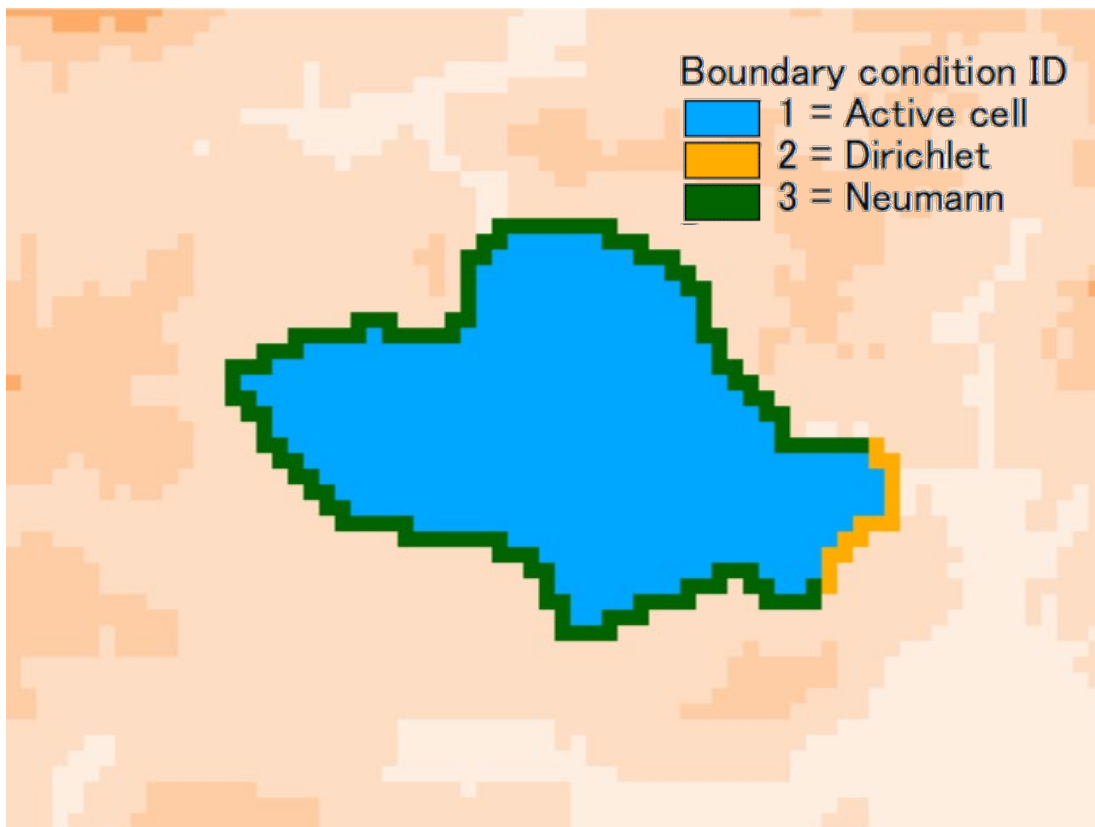 Boundary condition ID
1 = Active cell
2 = Dirichlet
3 = Neumann